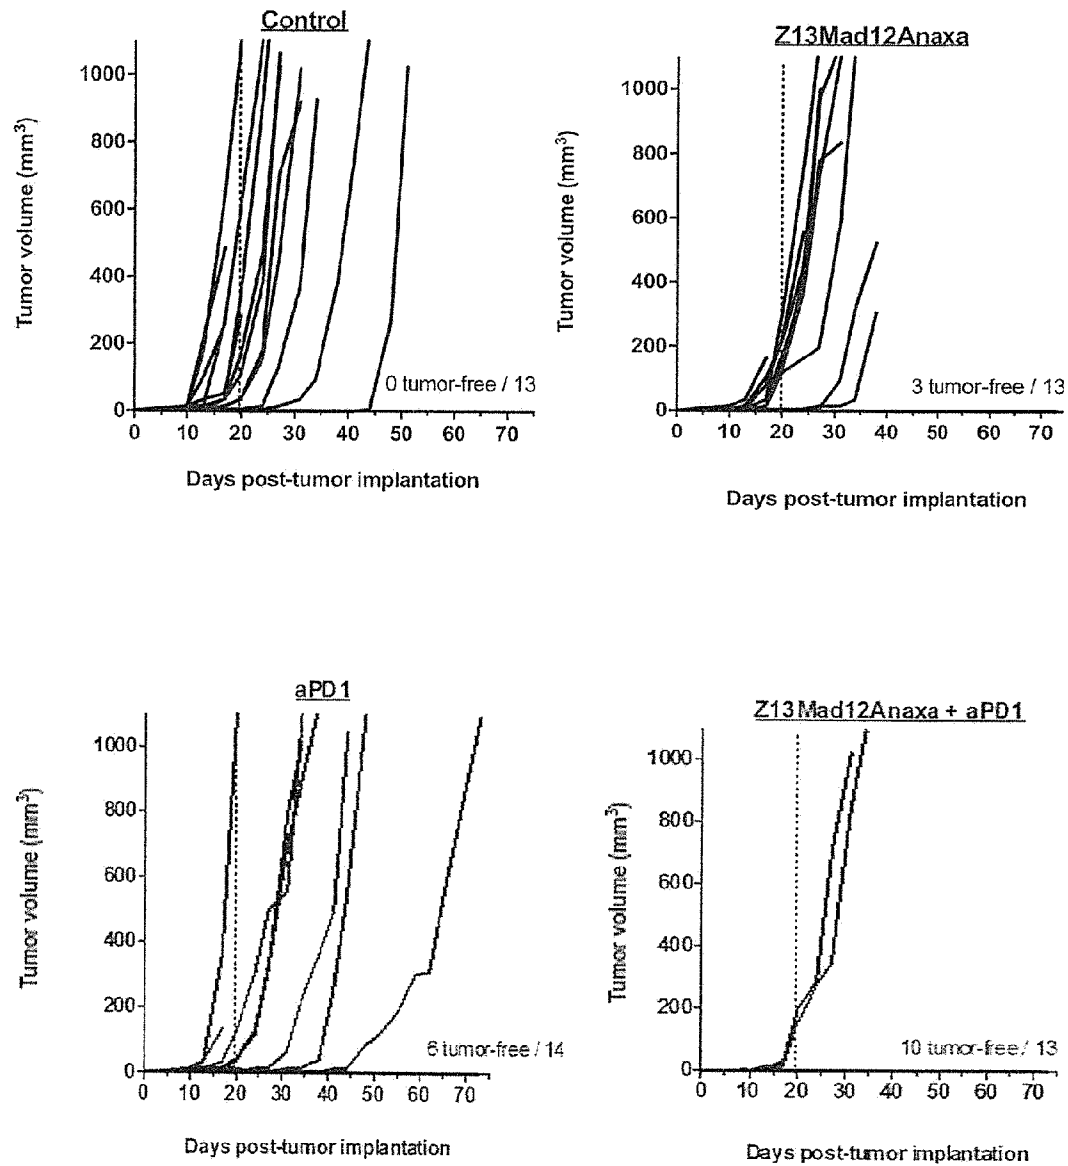 Control
1000
800
600
400
200
0
Tumor volume (mm³)
0 tumor-free / 13
0 10 20 30 40 50 60 70
Days post-tumor implantation
Z13Mad12Anaxa
1000
800
600
400
200
0
Tumor volume (mm³)
3 tumor-free / 13
0 10 20 30 40 50 60 70
Days post-tumor implantation
aPD1
1000
800
600
400
200
0
Tumor volume (mm³)
6 tumor-free / 14
0 10 20 30 40 50 60 70
Days post-tumor implantation
Z13Mad12Anaxa + aPD1
1000
800
600
400
200
0
Tumor volume (mm³)
10 tumor-free / 13
0 10 20 30 40 50 60 70
Days post-tumor implantation